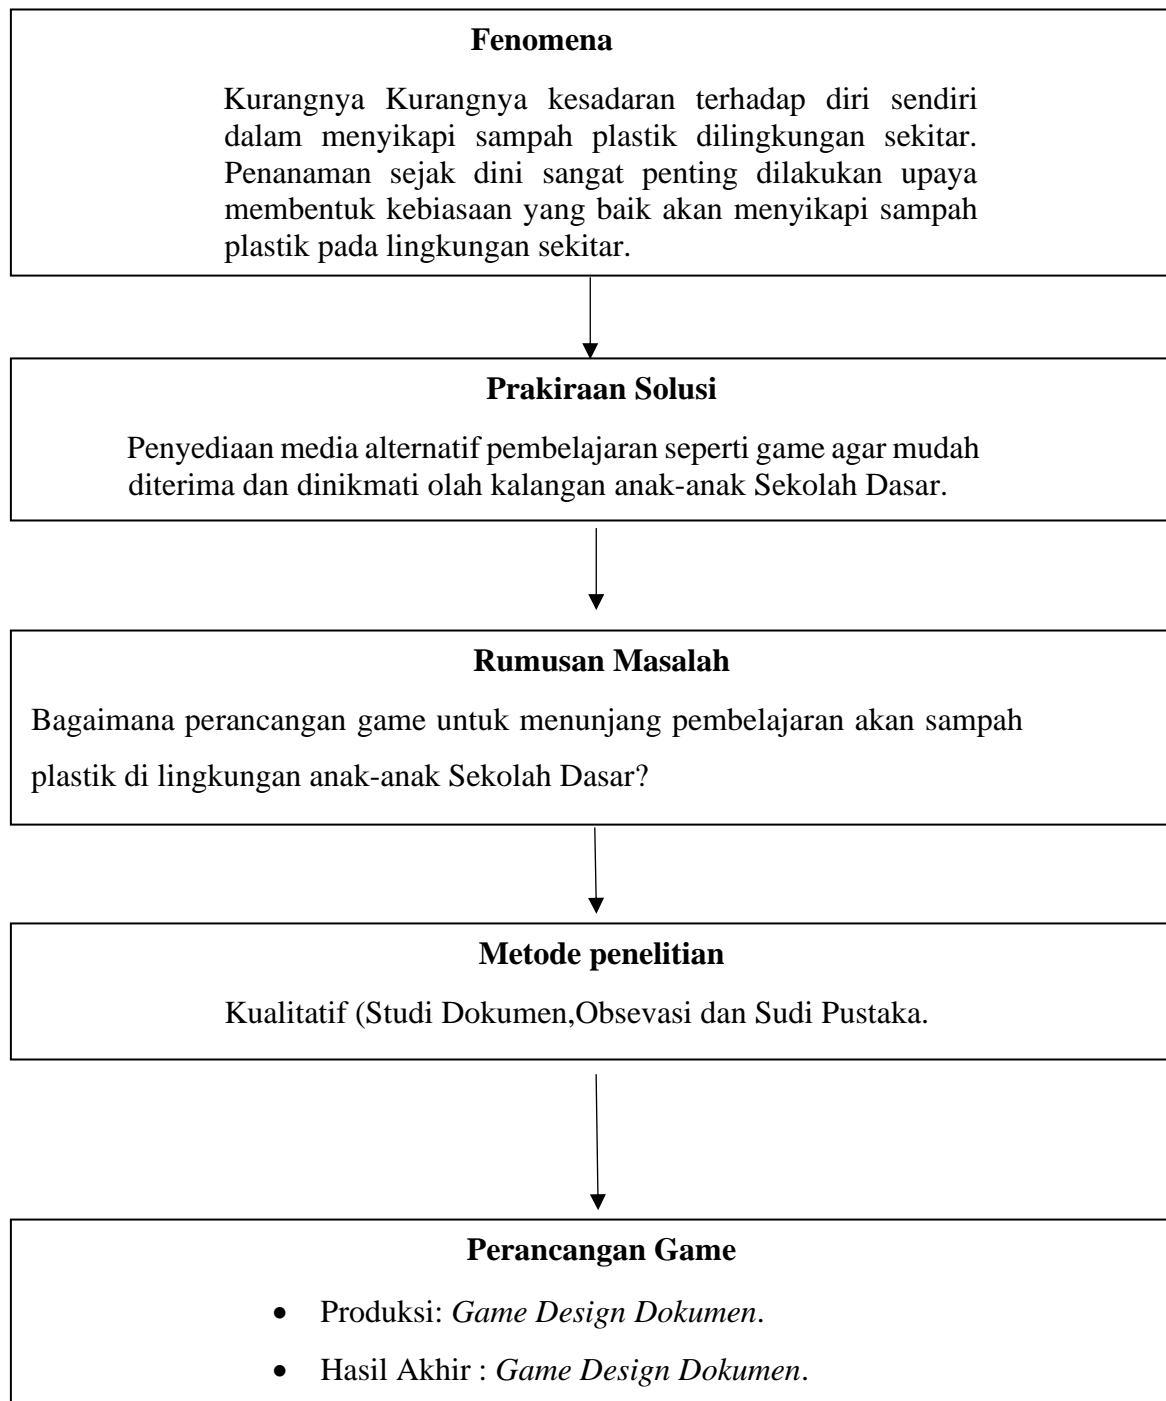 Fenomena
Kurangnya Kurangnya kesadaran terhadap diri sendiri
dalam menyikapi sampah plastik dilingkungan sekitar.
Penanaman sejak dini sangat penting dilakukan upaya
membentuk kebiasaan yang baik akan menyikapi sampah
plastik pada lingkungan sekitar.
Prakiraan Solusi
Penyediaan media alternatif pembelajaran seperti game agar mudah
diterima dan dinikmati olah kalangan anak-anak Sekolah Dasar.
Rumusan Masalah
Bagaimana perancangan game untuk menunjang pembelajaran akan sampah
plastik di lingkungan anak-anak Sekolah Dasar?
Metode penelitian
Kualitatif (Studi Dokumen,Obsevasi dan Sudi Pustaka.
Perancangan Game
• Produksi: Game Design Dokumen.
• Hasil Akhir : Game Design Dokumen.